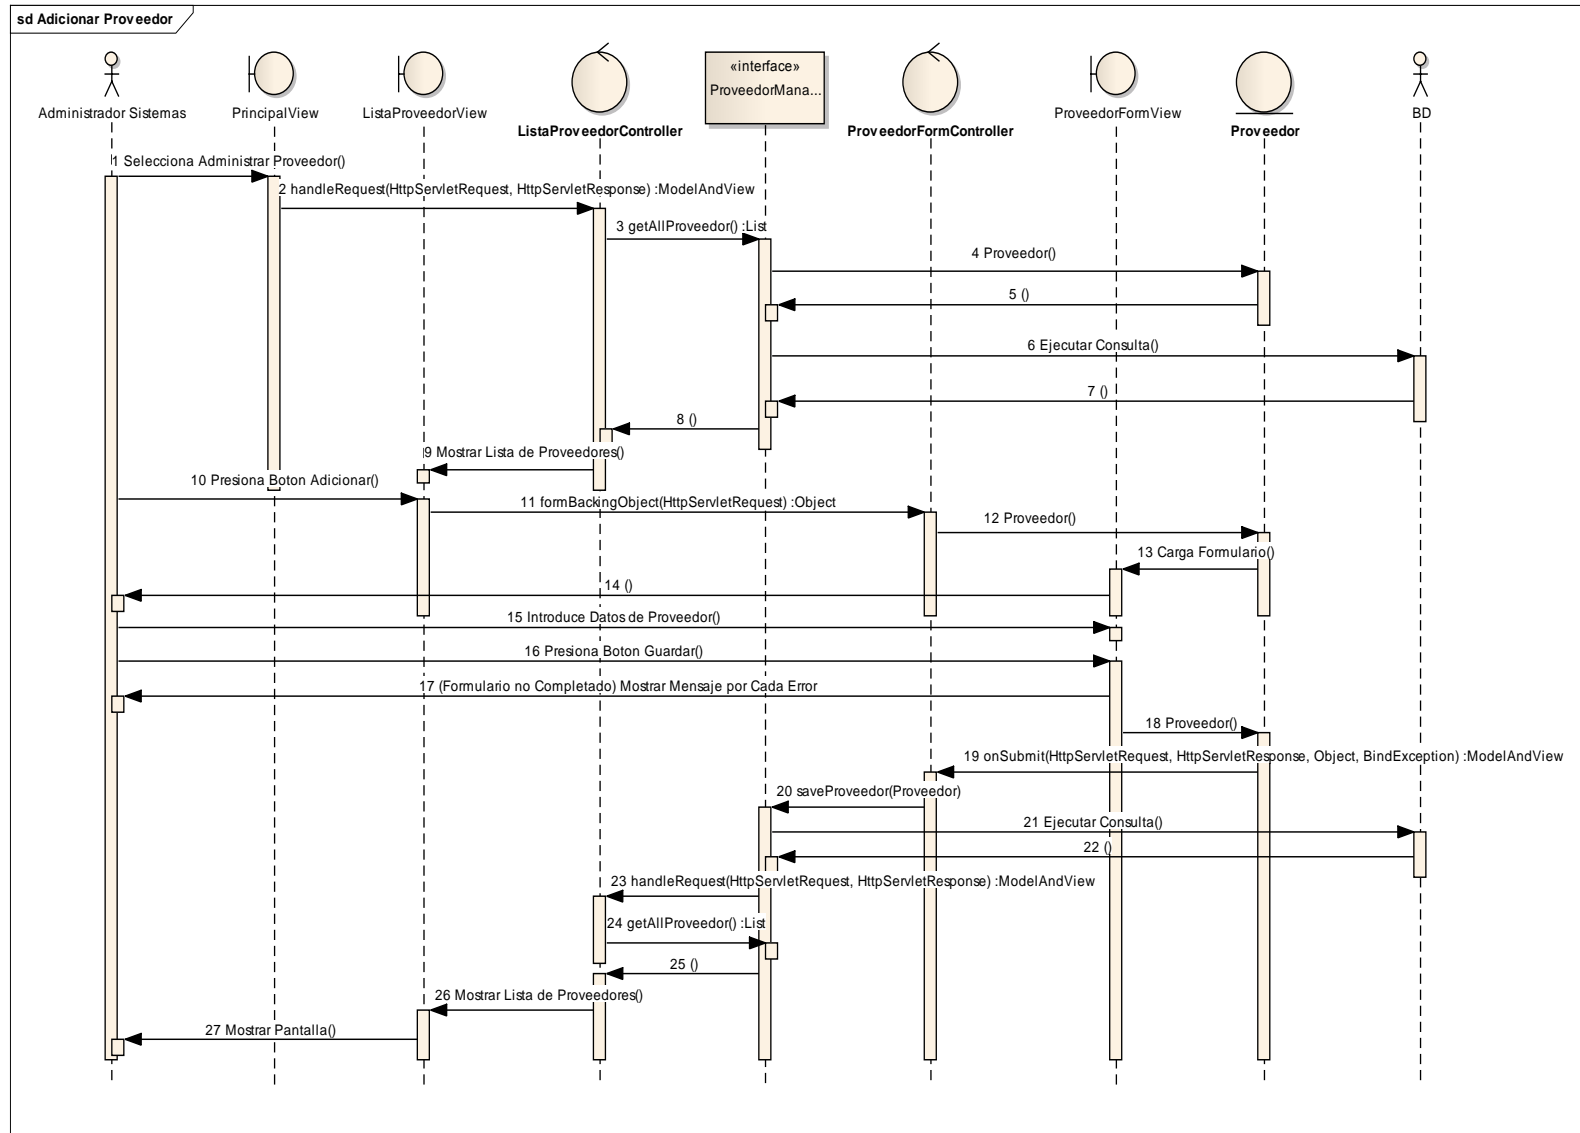 sd Adicionar Proveedor
Administrador Sistemas
PrincipalView
ListaProveedorView
ListaProveedorController
«interface»
ProveedorMana...
ProveedorFormController
ProveedorFormView
Proveedor
BD
1 Selecciona Administrar Proveedor()
2 handleRequest(HttpServletRequest, HttpServletResponse) :ModelAndView
3 getAllProveedor() :List
4 Proveedor()
5 ()
6 Ejecutar Consulta()
7 ()
8 ()
9 Mostrar Lista de Proveedores()
10 Presiona Boton Adicionar()
11 formBackingObject(HttpServletRequest) :Object
12 Proveedor()
13 Carga Formulario()
14 ()
15 Introduce Datos de Proveedor()
16 Presiona Boton Guardar()
17 (Formulario no Completado) Mostrar Mensaje por Cada Error
18 Proveedor()
19 onSubmit(HttpServletRequest, HttpServletResponse, Object, BindException) :ModelAndView
20 saveProveedor(Proveedor)
21 Ejecutar Consulta()
22 ()
23 handleRequest(HttpServletRequest, HttpServletResponse) :ModelAndView
24 getAllProveedor() :List
25 ()
26 Mostrar Lista de Proveedores()
27 Mostrar Pantalla()